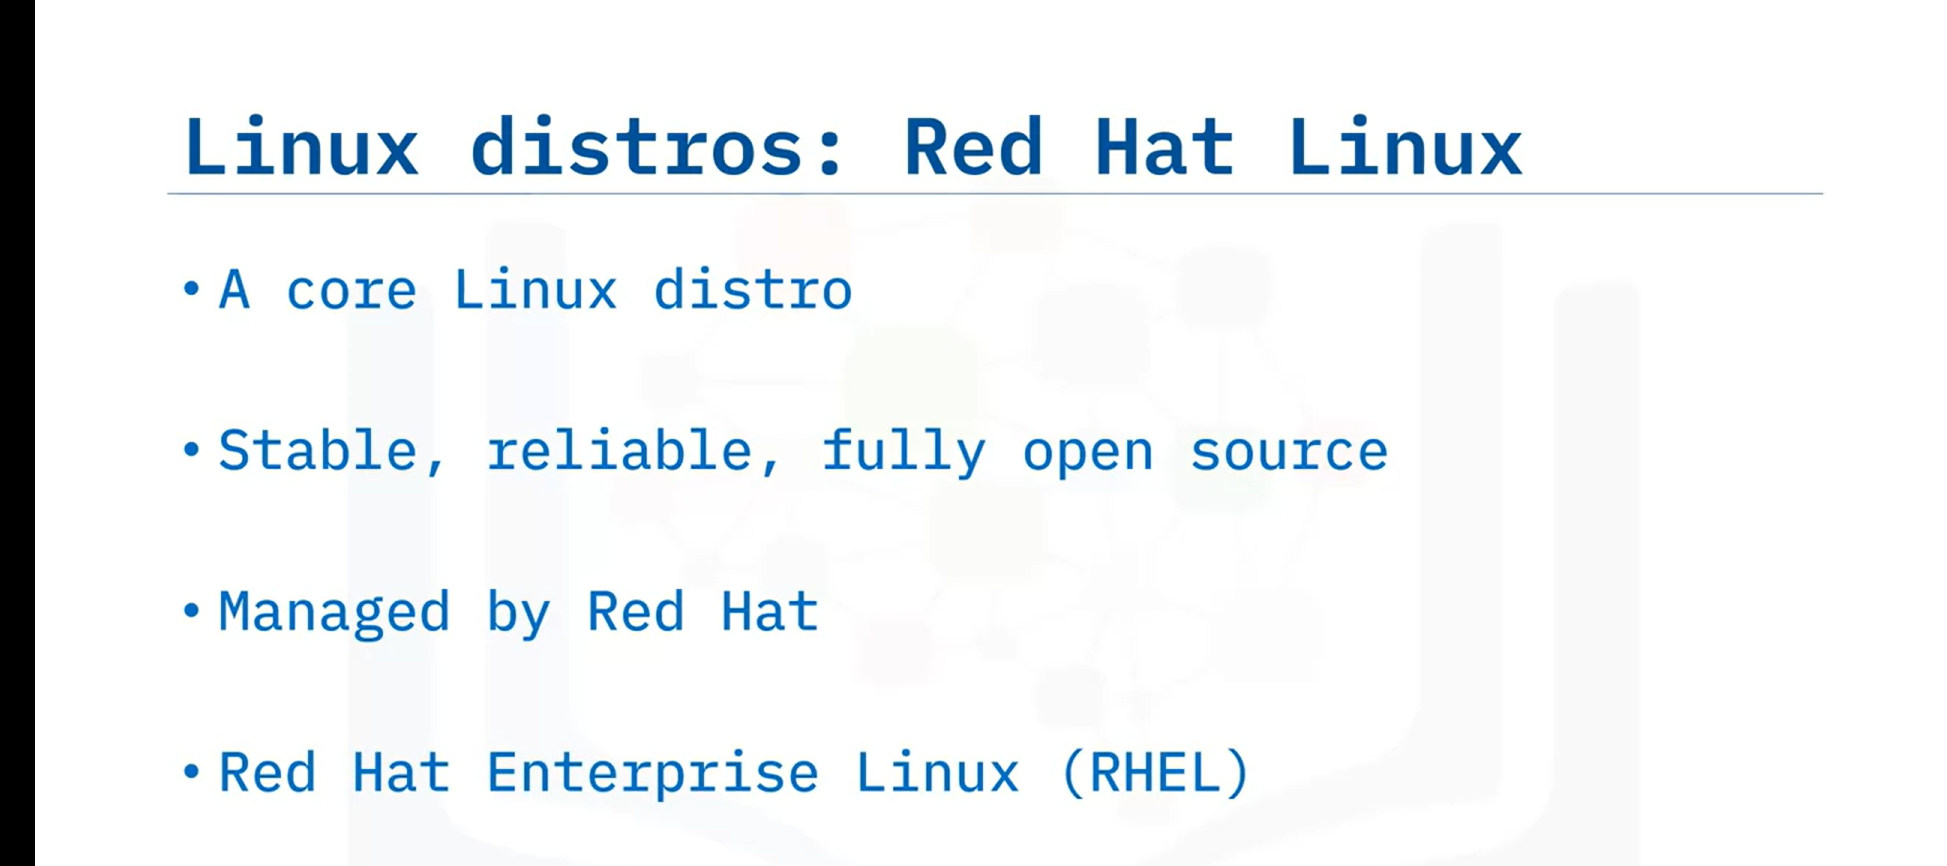 Linux distros: Red Hat Linux
• A core Linux distro
• Stable, reliable, fully open source
• Managed by Red Hat
• Red Hat Enterprise Linux (RHEL)